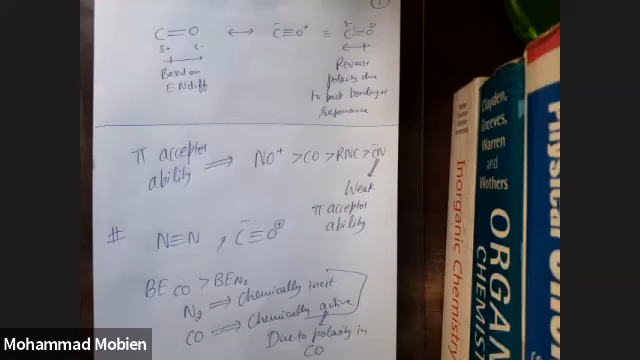 ①
C=O ⟷ C̄≡O⁺ ≡ C̄≡O
δ+ δ-
δ- δ+
Based on
EN diff
Reverse
polarity due
to back bonding or
resonance
π acceptor
ability ⟹ NO⁺ >CO >RNC> C̄N
Weak
π acceptor
ability
# N≡N , C̄≡O⊕
BE CO > BE N₂
N₂ ⟹ Chemically inert
CO ⟹ Chemically active
Due to polarity in
CO
Inorganic Chemistry
Clayden,
Greeves,
Warren
and
Wothers
ORGANIC
CHEMISTRY
Physical
Mohammad Mobien